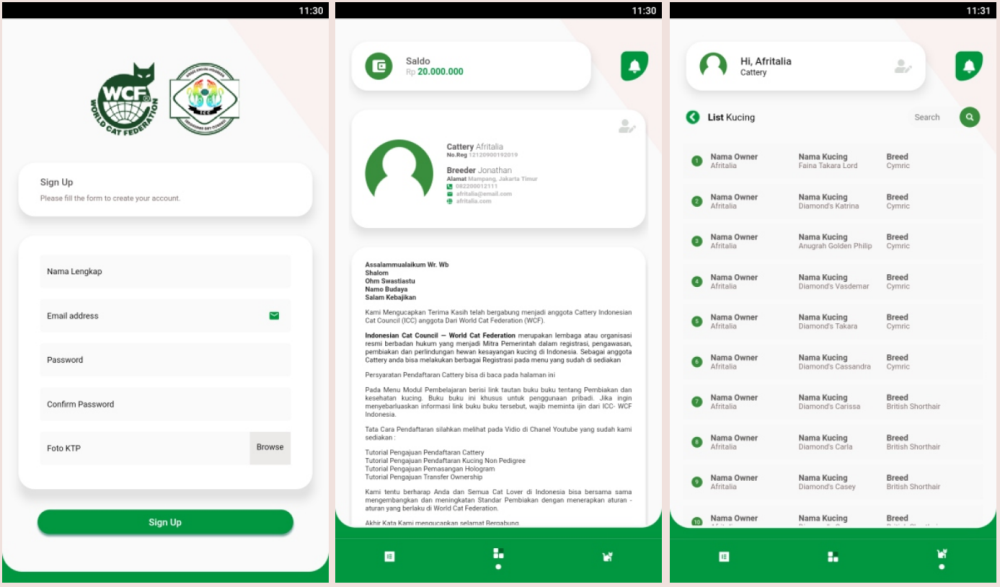 11:30
WCF
WORLD CAT FEDERATION
ICC
Sign Up
Please fill the form to create your account.
Nama Lengkap
Email address
Password
Confirm Password
Foto KTP
Browse
Sign Up
11:30
Saldo
Rp 20.000.000
Cattery Afritalia
No.Reg 12120900192019
Breeder Jonathan
Alamat Mampang, Jakarta Timur
082200512111
afritalia@email.com
afritalia.com
Assalammualaikum Wr. Wb
Shalom
Ohm Swastiastu
Namo Budaya
Salam Kebajikan
Kami Mengucapkan Terima Kasih telah bergabung menjadi anggota Cattery Indonesian
Cat Council (ICC) anggota Dari World Cat Federation (WCF).
Indonesian Cat Council – World Cat Federation merupakan lembaga atau organisasi
resmi berbadan hukum yang menjadi Mitra Pemerintah dalam registrasi, pengawasan,
pembiakan dan perlindungan hewan kesayangan kucing di Indonesia. Sebagai anggota
Cattery anda bisa melakukan berbagai Registrasi pada menu yang sudah di sediakan
Persyaratan Pendaftaran Cattery bisa di baca pada halaman ini
Pada Menu Modul Pembelajaran berisi link tautan buku buku tentang Pembiakan dan
kesehatan kucing. Buku buku ini khusus untuk penggunaan pribadi. Jika ingin
menyebarluaskan informasi link buku buku tersebut, wajib meminta ijin dari ICC- WCF
Indonesia.
Tata Cara Pendaftaran silahkan melihat pada Vidio di Chanel Youtube yang sudah kami
sediakan :
Tutorial Pengajuan Pendaftaran Cattery
Tutorial Pengajuan Pendaftaran Kucing Non Pedigree
Tutorial Pengajuan Pemasangan Hologram
Tutorial Pengajuan Transfer Ownership
Kami tentu berharap Anda dan Semua Cat Lover di Indonesia bisa bersama sama
mengembangkan dan meningkatan Standar Pembiakan dengan menerapkan aturan -
aturan yang berlaku di World Cat Federation.
Akhir Kata Kami mengucapkan selamat Bergabung
11:31
Hi, Afritalia
Cattery
List Kucing
Search
1 Nama Owner Nama Kucing Breed
Afritalia Faina Takara Lord Cymric
2 Nama Owner Nama Kucing Breed
Afritalia Diamond's Katrina Cymric
3 Nama Owner Nama Kucing Breed
Afritalia Anugrah Golden Philip Cymric
4 Nama Owner Nama Kucing Breed
Afritalia Diamond's Vasdemar Cymric
5 Nama Owner Nama Kucing Breed
Afritalia Diamond's Takara Cymric
6 Nama Owner Nama Kucing Breed
Afritalia Diamond's Cassandra Cymric
7 Nama Owner Nama Kucing Breed
Afritalia Diamond's Carissa British Shorthair
8 Nama Owner Nama Kucing Breed
Afritalia Diamond's Carla British Shorthair
9 Nama Owner Nama Kucing Breed
Afritalia Diamond's Casey British Shorthair
10 Nama Owner Nama Kucing Breed